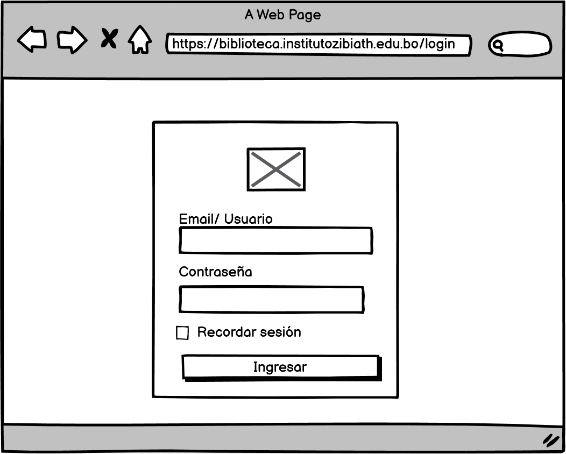 A Web Page
https://biblioteca.institutozibiath.edu.bo/login
Email/ Usuario
Contraseña
Recordar sesión
Ingresar